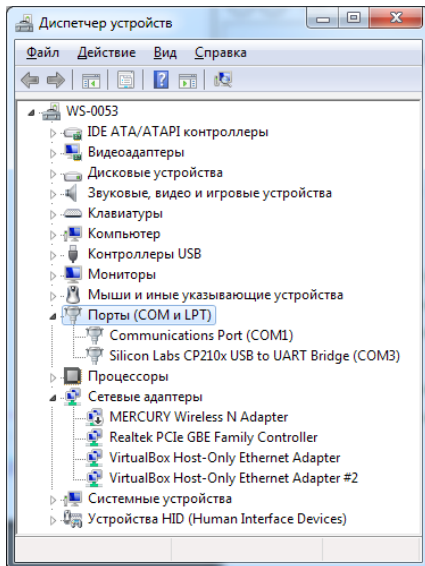 Диспетчер устройств
Файл Действие Вид Справка
WS-0053
IDE ATA/ATAPI контроллеры
Видеоадаптеры
Дисковые устройства
Звуковые, видео и игровые устройства
Клавиатуры
Компьютер
Контроллеры USB
Мониторы
Мыши и иные указывающие устройства
Порты (COM и LPT)
Communications Port (COM1)
Silicon Labs CP210x USB to UART Bridge (COM3)
Процессоры
Сетевые адаптеры
MERCURY Wireless N Adapter
Realtek PCIe GBE Family Controller
VirtualBox Host-Only Ethernet Adapter
VirtualBox Host-Only Ethernet Adapter #2
Системные устройства
Устройства HID (Human Interface Devices)